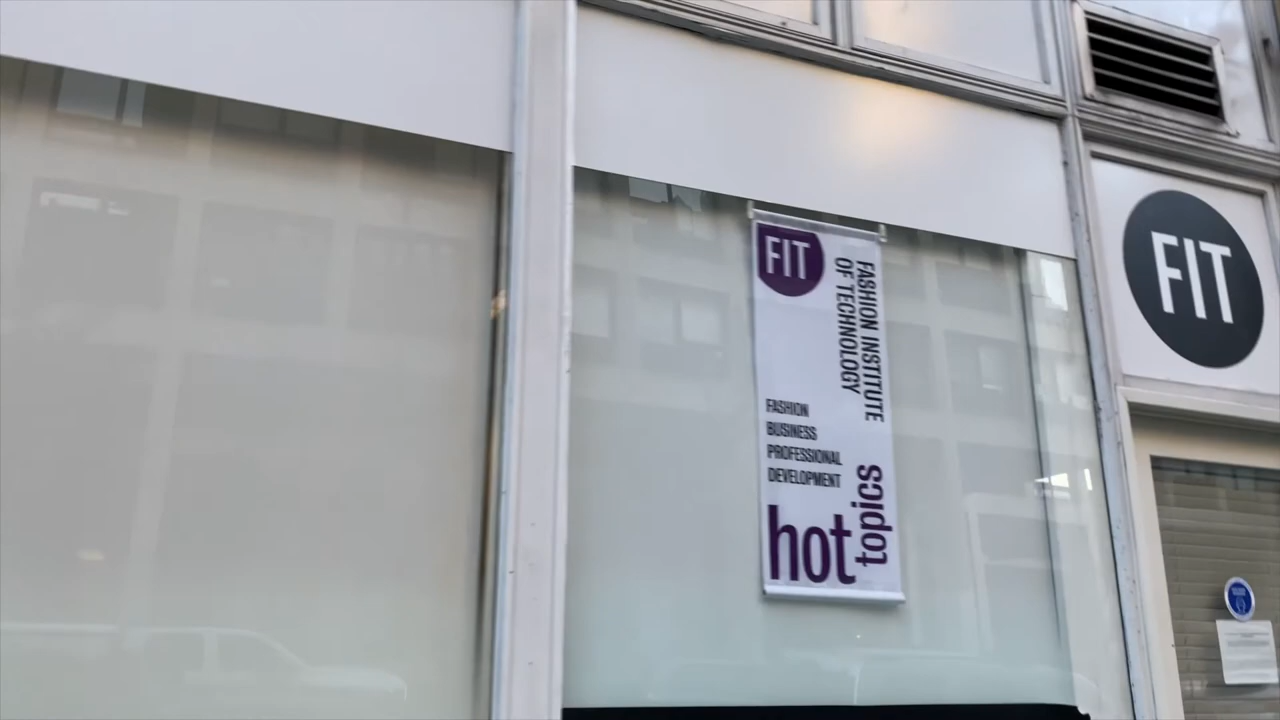 FIT
FASHION INSTITUTE
OF TECHNOLOGY
FASHION
BUSINESS
PROFESSIONAL
DEVELOPMENT
hot
topics
FIT